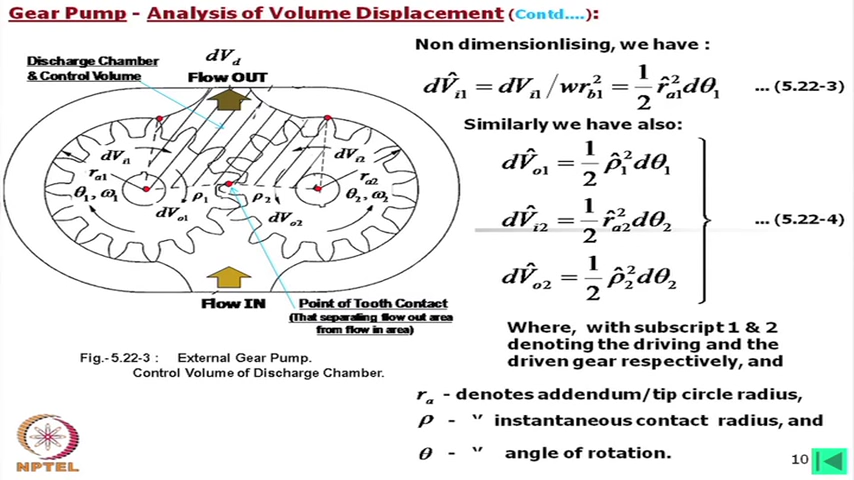 Gear Pump - Analysis of Volume Displacement (Contd....):
Discharge Chamber
& Control Volume
dV_d
Flow OUT
dV_i1
r_a1
θ_1, ω_1
dV_o1
ρ_1
ρ_2
dV_o2
dV_i2
r_a2
θ_2, ω_2
Flow IN
Point of Tooth Contact
(That separating flow out area
from flow in area)
Fig.-5.22-3 : External Gear Pump.
Control Volume of Discharge Chamber.
Non dimensionlising, we have :
dV̂_i1 = dV_i1 / wr_b1^2 = 1/2 r̂_a1^2 dθ_1 ... (5.22-3)
Similarly we have also:
dV̂_o1 = 1/2 ρ̂_1^2 dθ_1
dV̂_i2 = 1/2 r̂_a2^2 dθ_2 ... (5.22-4)
dV̂_o2 = 1/2 ρ̂_2^2 dθ_2
Where, with subscript 1 & 2
denoting the driving and the
driven gear respectively, and
r_a - denotes addendum/tip circle radius,
ρ - " instantaneous contact radius, and
θ - " angle of rotation.
NPTEL
10